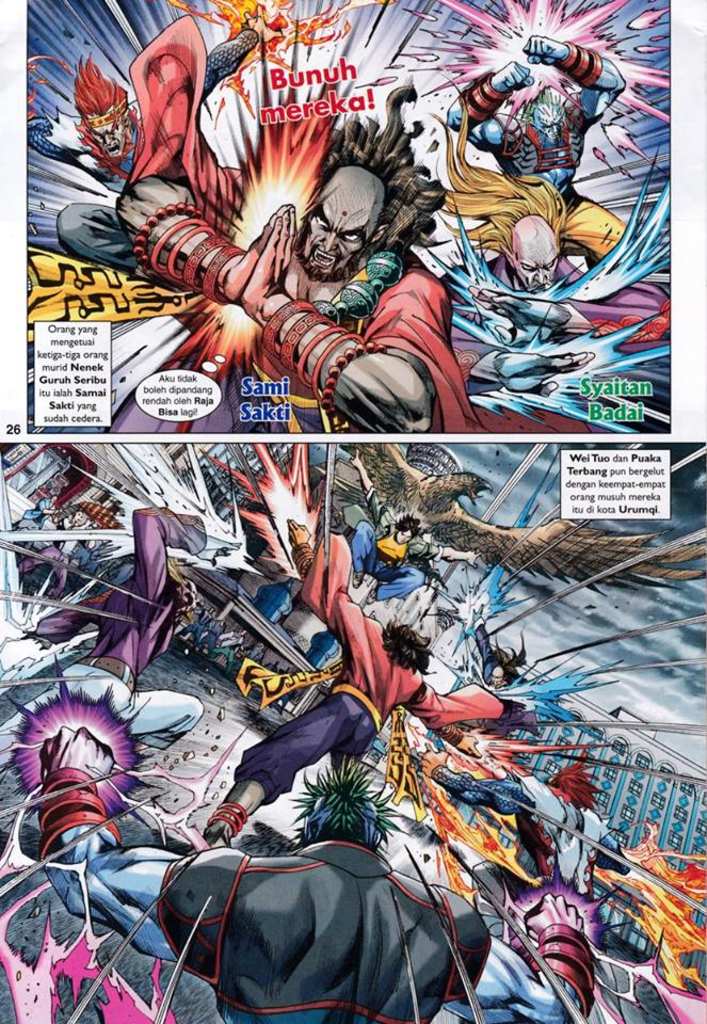 Bunuh
mereka!
Orang yang
mengetuai
ketiga-tiga orang
murid Nenek
Guruh Seribu
itu ialah Samai
Sakti yang
sudah cedera.
Aku tidak
boleh dipandang
rendah oleh Raja
Bisa lagi!
Sami
Sakti
Syaitan
Badai
26
Wei Tuo dan Puaka
Terbang pun bergelut
dengan keempat-empat
orang musuh mereka
itu di kota Urumqi.